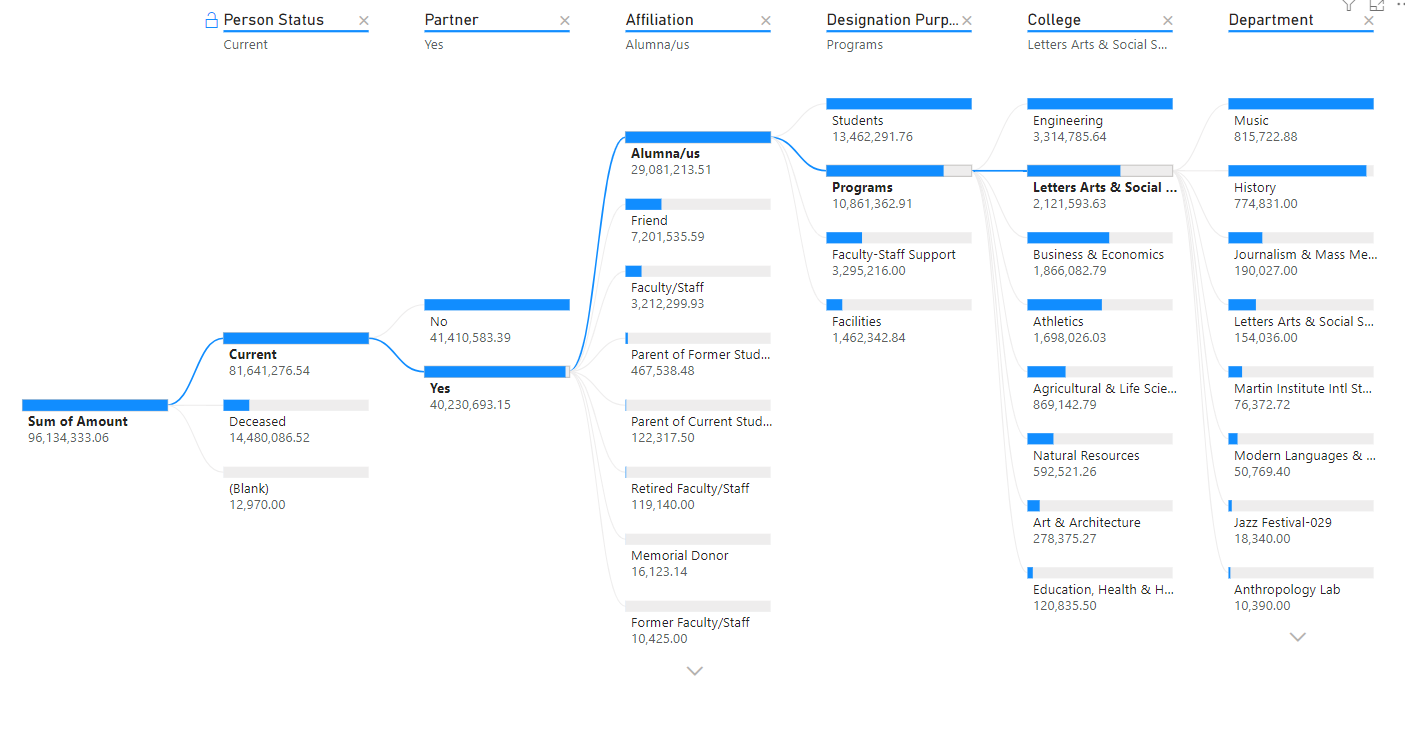 Person Status
Current
Partner
Yes
Affiliation
Alumna/us
Designation Purp...
Programs
College
Letters Arts & Social S...
Department
Sum of Amount
96,134,333.06
Current
81,641,276.54
Deceased
14,480,086.52
(Blank)
12,970.00
No
41,410,583.39
Yes
40,230,693.15
Alumna/us
29,081,213.51
Friend
7,201,535.59
Faculty/Staff
3,212,299.93
Parent of Former Stud...
467,538.48
Parent of Current Stud...
122,317.50
Retired Faculty/Staff
119,140.00
Memorial Donor
16,123.14
Former Faculty/Staff
10,425.00
Students
13,462,291.76
Programs
10,861,362.91
Faculty-Staff Support
3,295,216.00
Facilities
1,462,342.84
Engineering
3,314,785.64
Letters Arts & Social ...
2,121,593.63
Business & Economics
1,866,082.79
Athletics
1,698,026.03
Agricultural & Life Scie...
869,142.79
Natural Resources
592,521.26
Art & Architecture
278,375.27
Education, Health & H...
120,835.50
Music
815,722.88
History
774,831.00
Journalism & Mass Me...
190,027.00
Letters Arts & Social S...
154,036.00
Martin Institute Intl St...
76,372.72
Modern Languages & ...
50,769.40
Jazz Festival-029
18,340.00
Anthropology Lab
10,390.00